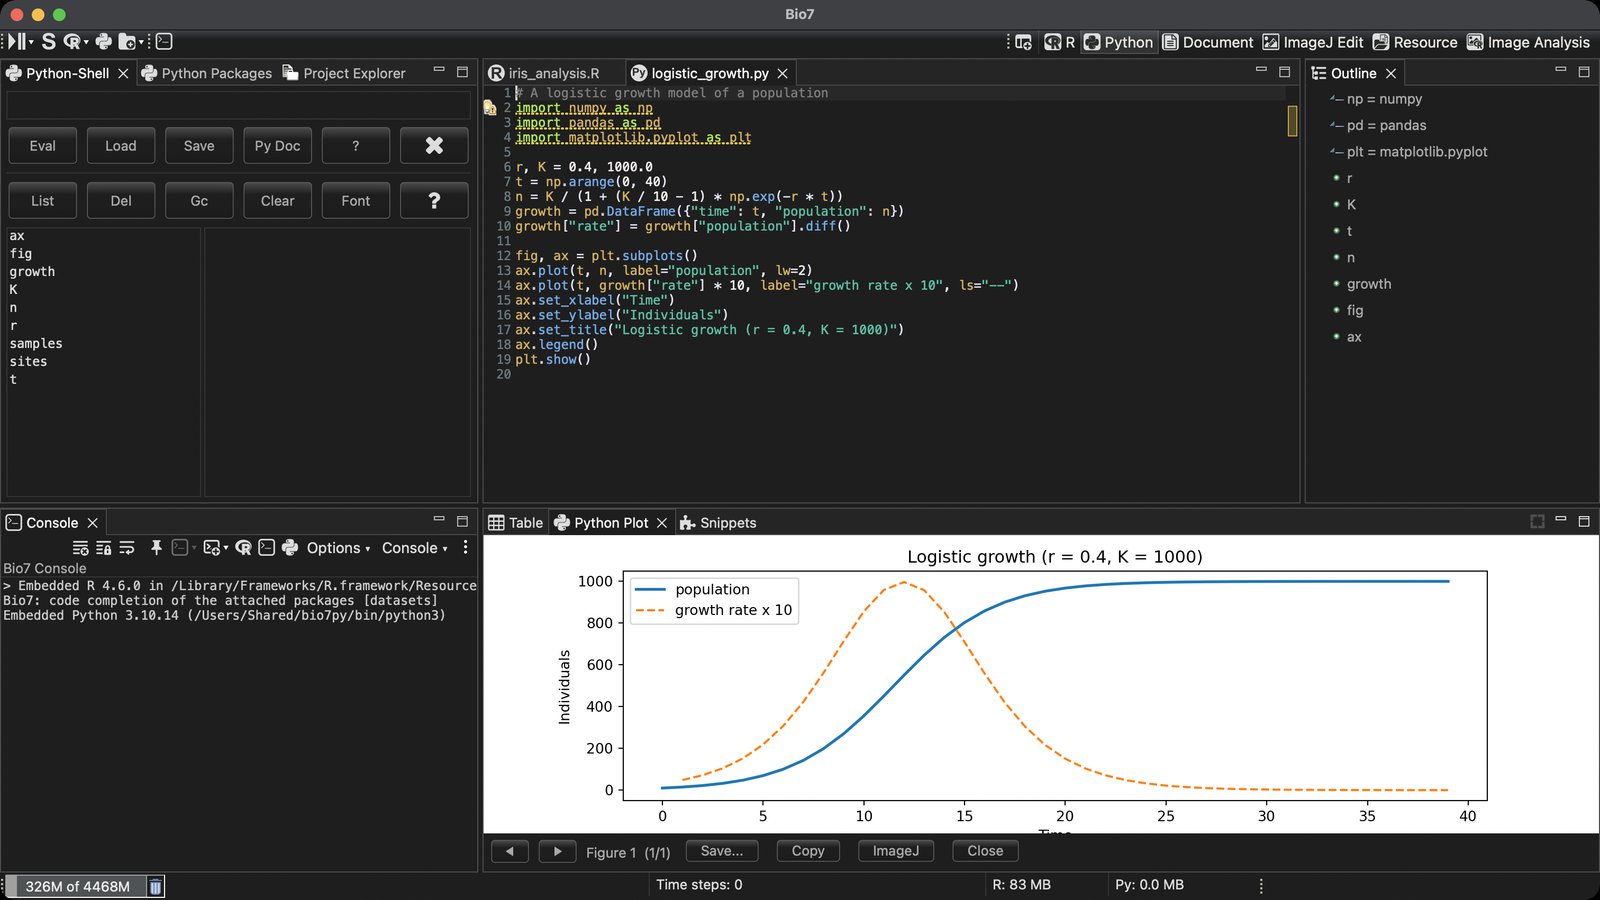 Bio7
R
Python
Document
ImageJ Edit
Resource
Image Analysis
Python-Shell
Python Packages
Project Explorer
Eval
Load
Save
Py Doc
?
List
Del
Gc
Clear
Font
?
ax
fig
growth
K
n
r
samples
sites
t
iris_analysis.R
logistic_growth.py
1 # A logistic growth model of a population
2 import numpy as np
3 import pandas as pd
4 import matplotlib.pyplot as plt
5
6 r, K = 0.4, 1000.0
7 t = np.arange(0, 40)
8 n = K / (1 + (K / 10 - 1) * np.exp(-r * t))
9 growth = pd.DataFrame({"time": t, "population": n})
10 growth["rate"] = growth["population"].diff()
11
12 fig, ax = plt.subplots()
13 ax.plot(t, n, label="population", lw=2)
14 ax.plot(t, growth["rate"] * 10, label="growth rate x 10", ls="--")
15 ax.set_xlabel("Time")
16 ax.set_ylabel("Individuals")
17 ax.set_title("Logistic growth (r = 0.4, K = 1000)")
18 ax.legend()
19 plt.show()
20
Outline
np = numpy
pd = pandas
plt = matplotlib.pyplot
r
K
t
n
growth
fig
ax
Console
Options
Console
Bio7 Console
> Embedded R 4.6.0 in /Library/Frameworks/R.framework/Resource
Bio7: code completion of the attached packages [datasets]
Embedded Python 3.10.14 (/Users/Shared/bio7py/bin/python3)
Table
Python Plot
Snippets
Logistic growth (r = 0.4, K = 1000)
population
growth rate x 10
1000
800
600
400
200
0
Individuals
0 5 10 15 20 25 30 35 40
Time
Figure 1 (1/1)
Save...
Copy
ImageJ
Close
326M of 4468M
Time steps: 0
R: 83 MB
Py: 0.0 MB